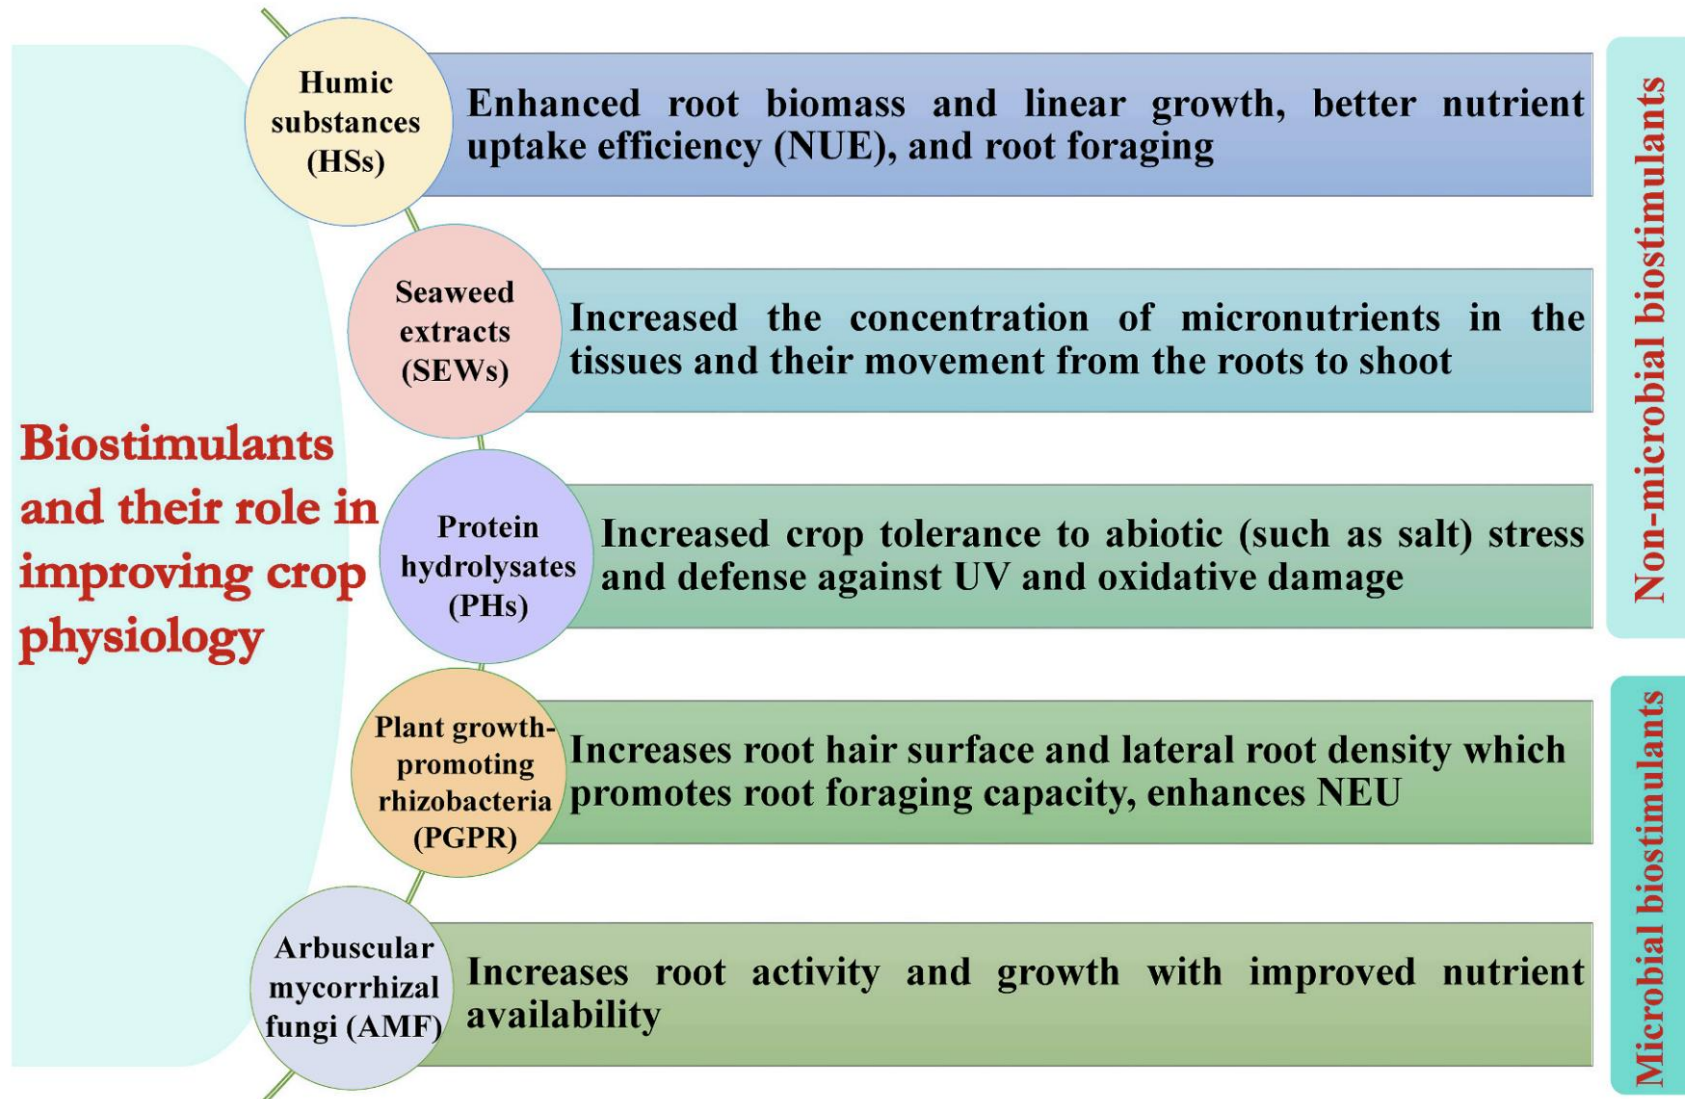 Biostimulants
and their role in
improving crop
physiology
Humic
substances
(HSs)
Enhanced root biomass and linear growth, better nutrient
uptake efficiency (NUE), and root foraging
Seaweed
extracts
(SEWs)
Increased the concentration of micronutrients in the
tissues and their movement from the roots to shoot
Protein
hydrolysates
(PHs)
Increased crop tolerance to abiotic (such as salt) stress
and defense against UV and oxidative damage
Plant growth-
promoting
rhizobacteria
(PGPR)
Increases root hair surface and lateral root density which
promotes root foraging capacity, enhances NEU
Arbuscular
mycorrhizal
fungi (AMF)
Increases root activity and growth with improved nutrient
availability
Non-microbial biostimulants
Microbial biostimulants